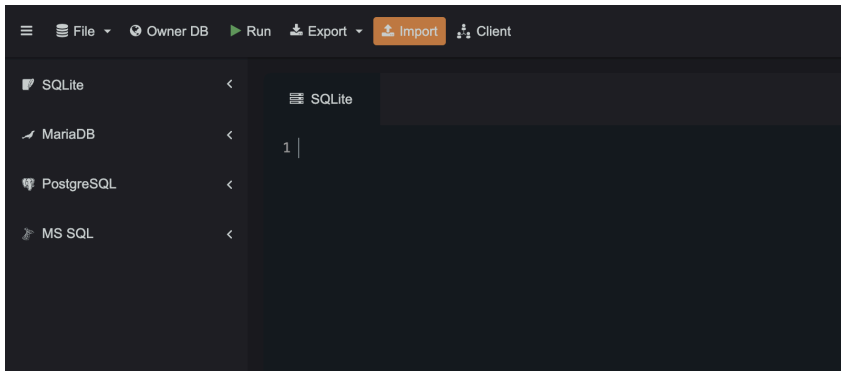 File Owner DB Run Export Import Client
SQLite
MariaDB
PostgreSQL
MS SQL
SQLite
1